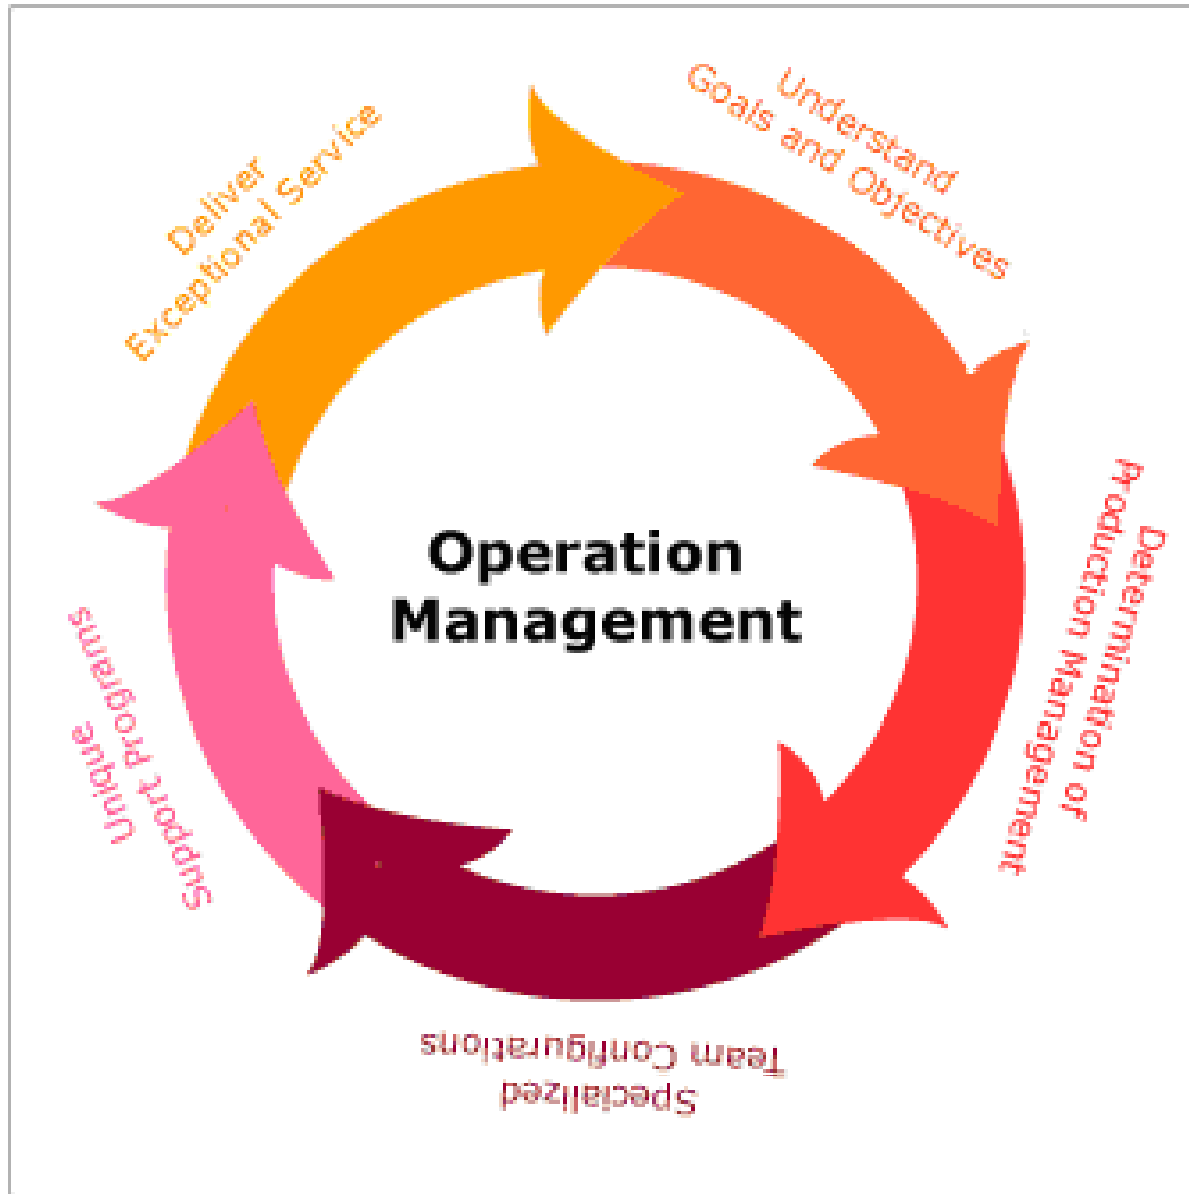 Understand
Goals and Objectives
Determination of
Production Management
Specialized
Team Configurations
Unique
Support Programs
Deliver
Exceptional Service
Operation
Management